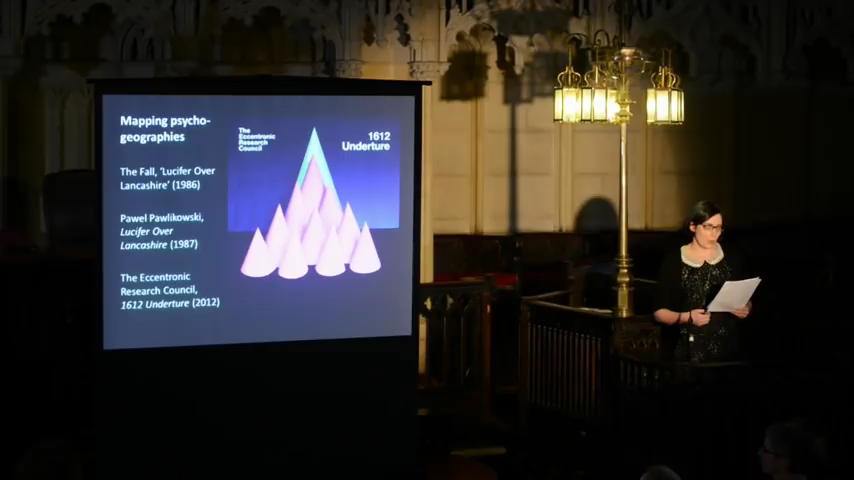 Mapping psycho-
geographies
The Fall, 'Lucifer Over
Lancashire' (1986)
Pawel Pawlikowski,
Lucifer Over
Lancashire (1987)
The Eccentronic
Research Council,
1612 Underture (2012)
The
Eccentronic
Research
Council
1612
Underture